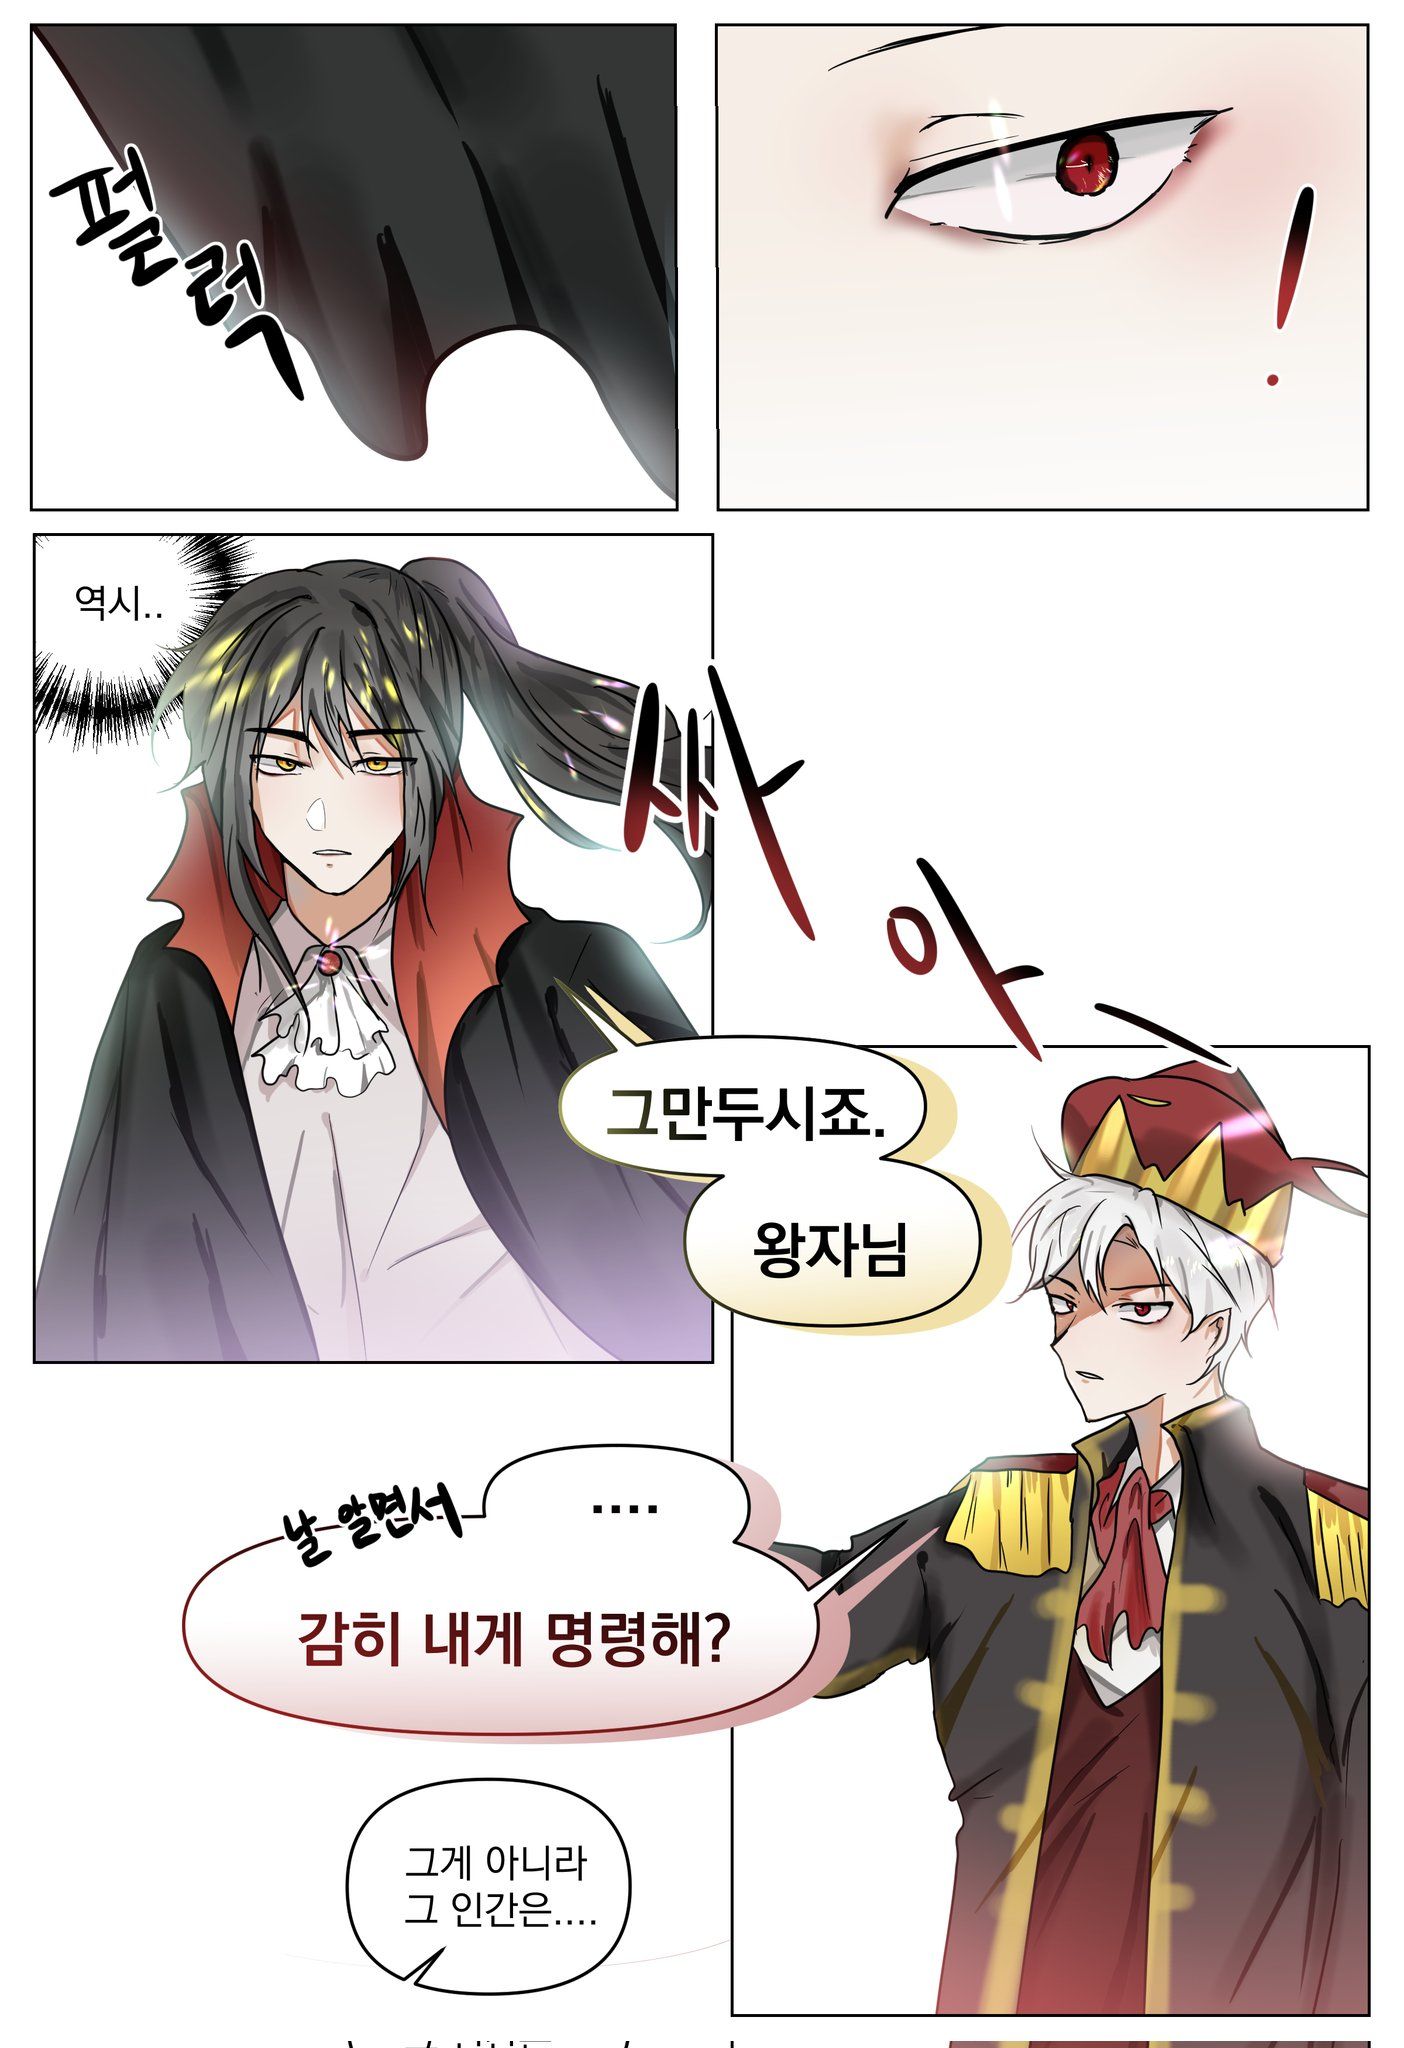 펄럭
!
역시..
쏴
아
그만두시죠.
왕자님
....
날 알면서
감히 내게 명령해?
그게 아니라
그 인간은....